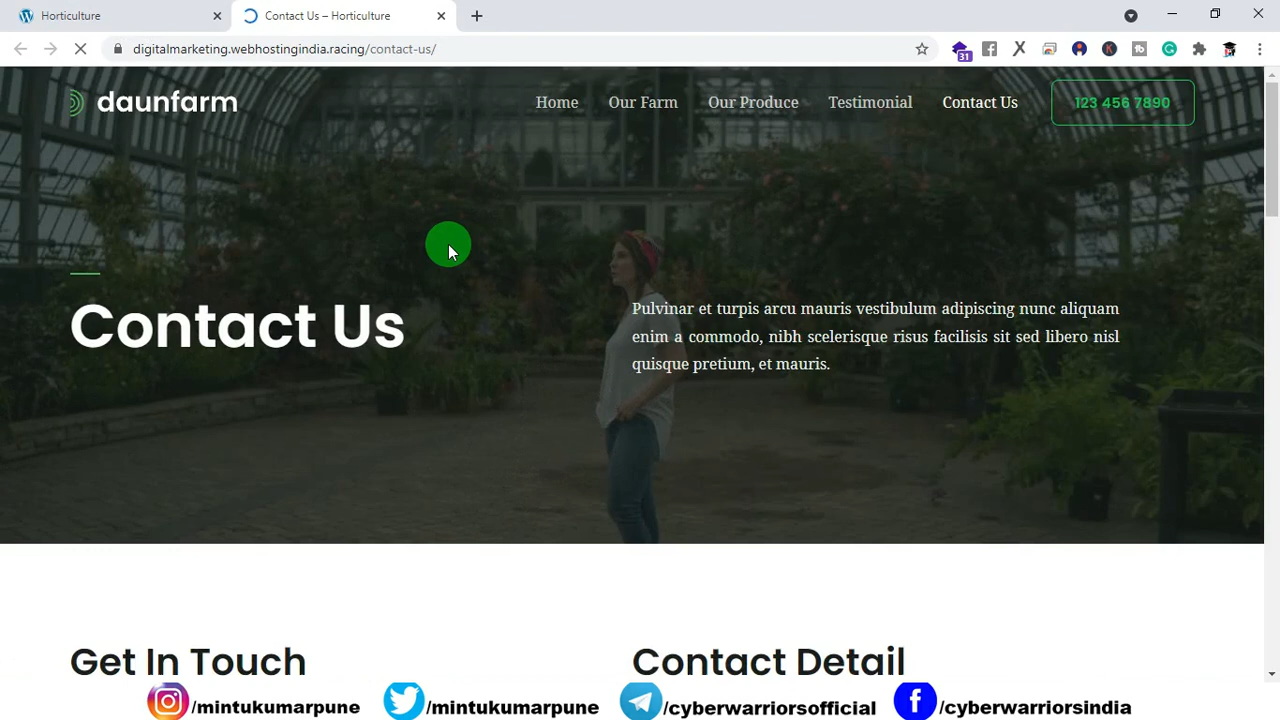 Horticulture
Contact Us – Horticulture
digitalmarketing.webhostingindia.racing/contact-us/
31
daunfarm
Home
Our Farm
Our Produce
Testimonial
Contact Us
123 456 7890
Contact Us
Pulvinar et turpis arcu mauris vestibulum adipiscing nunc aliquam
enim a commodo, nibh scelerisque risus facilisis sit sed libero nisl
quisque pretium, et mauris.
Get In Touch
Contact Detail
/mintukumarpune
/mintukumarpune
/cyberwarriorsofficial
/cyberwarriorsindia